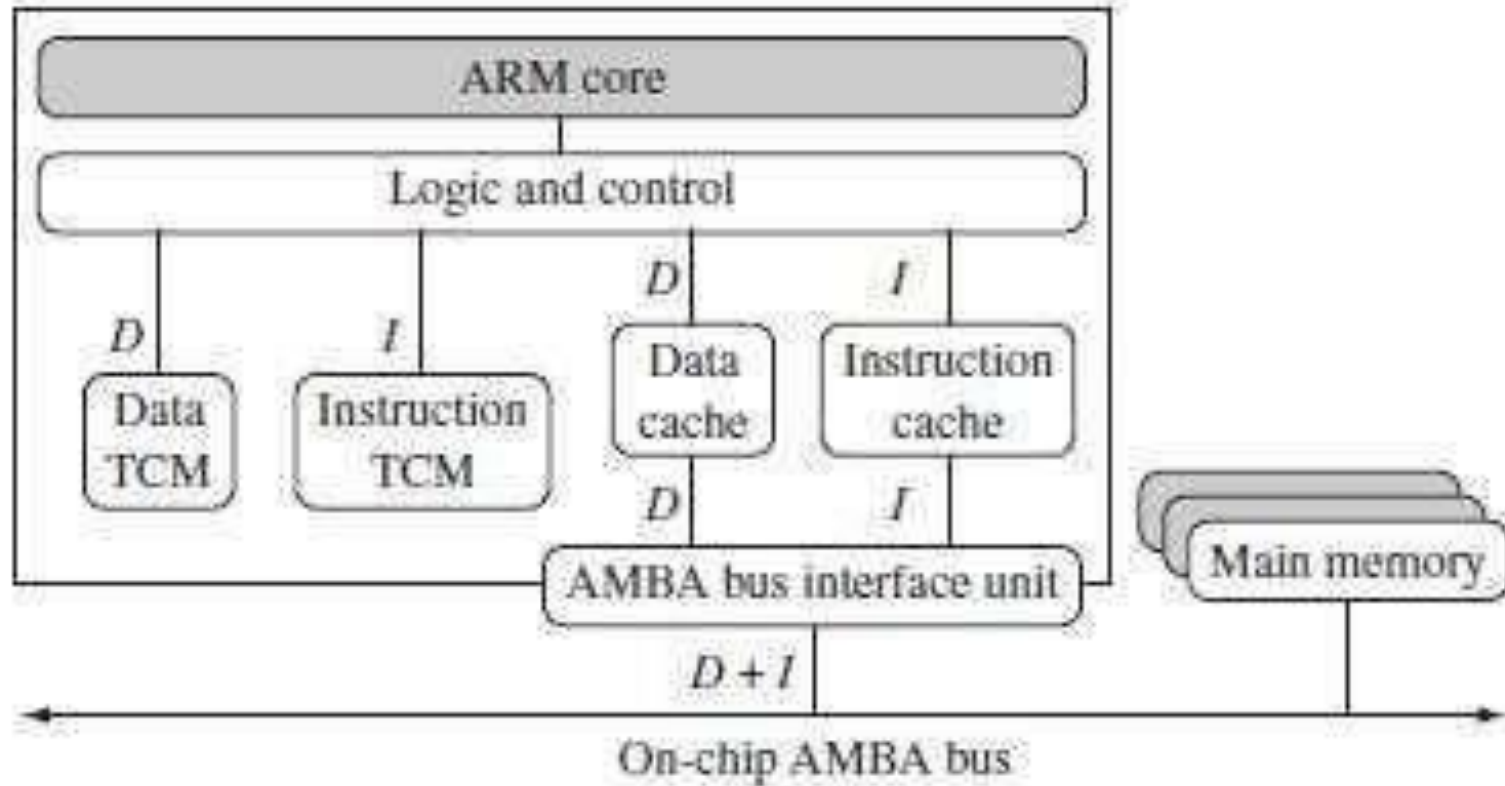 ARM core
Logic and control
D
I
D
I
Data
TCM
Instruction
TCM
Data
cache
Instruction
cache
D
I
AMBA bus interface unit
Main memory
D + I
On-chip AMBA bus